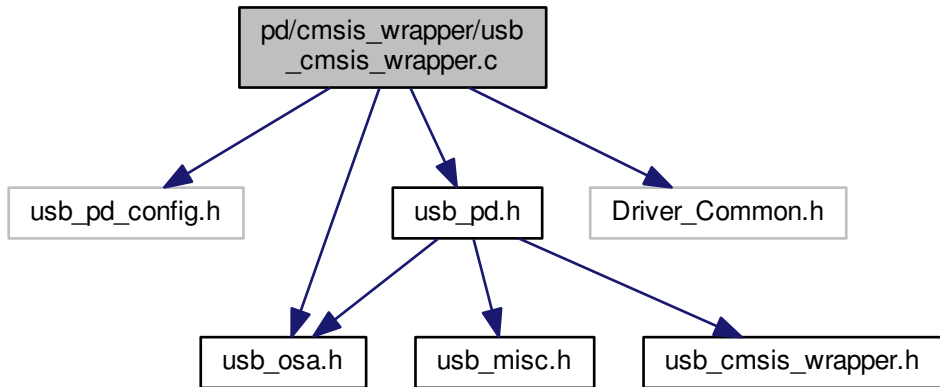 pd/cmsis_wrapper/usb
_cmsis_wrapper.c
usb_pd_config.h
usb_pd.h
Driver_Common.h
usb_osa.h
usb_misc.h
usb_cmsis_wrapper.h